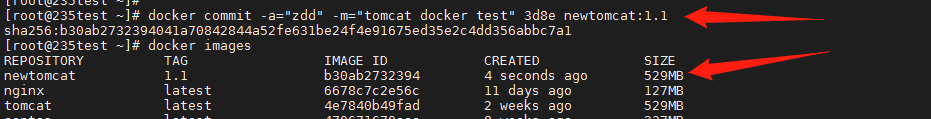 [root@235test ~]#
[root@235test ~]# docker commit -a="zdd" -m="tomcat docker test" 3d8e newtomcat:1.1
sha256:b30ab2732394041a70842844a52fe631be24f4e91675ed35e2c4dd356abbc7a1
[root@235test ~]# docker images
REPOSITORY TAG IMAGE ID CREATED SIZE
newtomcat 1.1 b30ab2732394 4 seconds ago 529MB
nginx latest 6678c7c2e56c 11 days ago 127MB
tomcat latest 4e7840b49fad 2 weeks ago 529MB